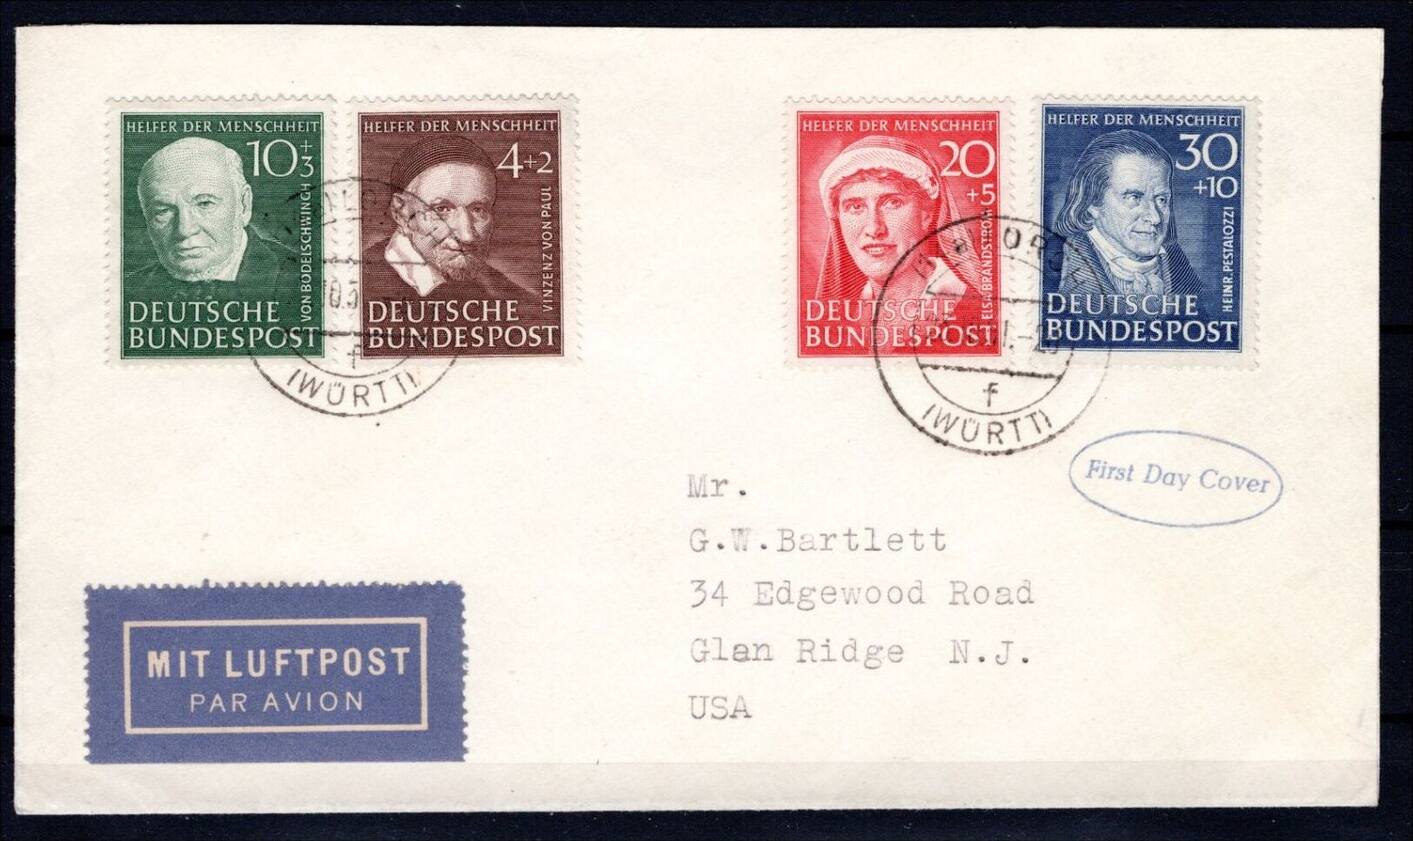 HELFER DER MENSCHHEIT
10+3
VON BODELSCHWINGH
DEUTSCHE
BUNDESPOST
HELFER DER MENSCHHEIT
4+2
VINZENZ VON PAUL
DEUTSCHE
BUNDESPOST
f
(WÜRTT)
HELFER DER MENSCHHEIT
20
+5
ELSA BRANDSTRÖM
DEUTSCHE
BUNDESPOST
HELFER DER MENSCHHEIT
30
+10
HEINR. PESTALOZZI
DEUTSCHE
BUNDESPOST
f
(WÜRTT)
First Day Cover
Mr.
G.W.Bartlett
34 Edgewood Road
Glan Ridge N.J.
USA
MIT LUFTPOST
PAR AVION